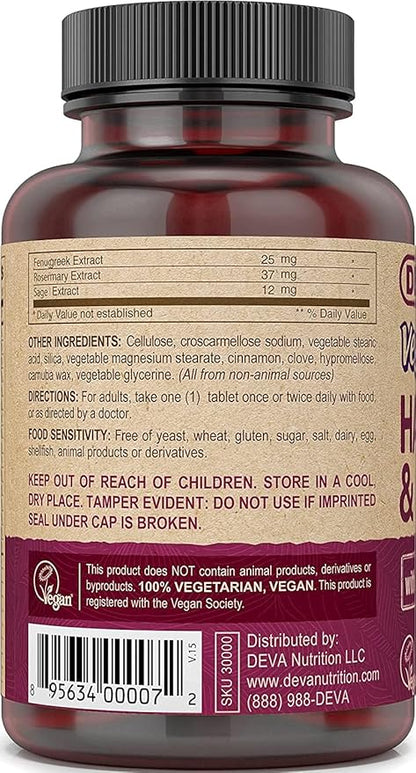 Fenugreek Extract 25 mg *
Rosemary Extract 37 mg *
Sage Extract 12 mg *
* Daily Value not established ** % Daily Value
OTHER INGREDIENTS: Cellulose, croscarmellose sodium, vegetable stearic
acid, silica, vegetable magnesium stearate, cinnamon, clove, hypromellose,
carnuba wax, vegetable glycerine. (All from non-animal sources)
DIRECTIONS: For adults, take one (1) tablet once or twice daily with food,
or as directed by a doctor.
FOOD SENSITIVITY: Free of yeast, wheat, gluten, sugar, salt, dairy, egg,
shellfish, animal products or derivatives.
KEEP OUT OF REACH OF CHILDREN. STORE IN A COOL,
DRY PLACE. TAMPER EVIDENT: DO NOT USE IF IMPRINTED
SEAL UNDER CAP IS BROKEN.
Vegan
This product does NOT contain animal products, derivatives or
byproducts. 100% VEGETARIAN, VEGAN. This product is
registered with the Vegan Society.
8 95634 00007 2
V.15
SKU 30000
Distributed by:
DEVA Nutrition LLC
www.devanutrition.com
(888) 988-DEVA
&